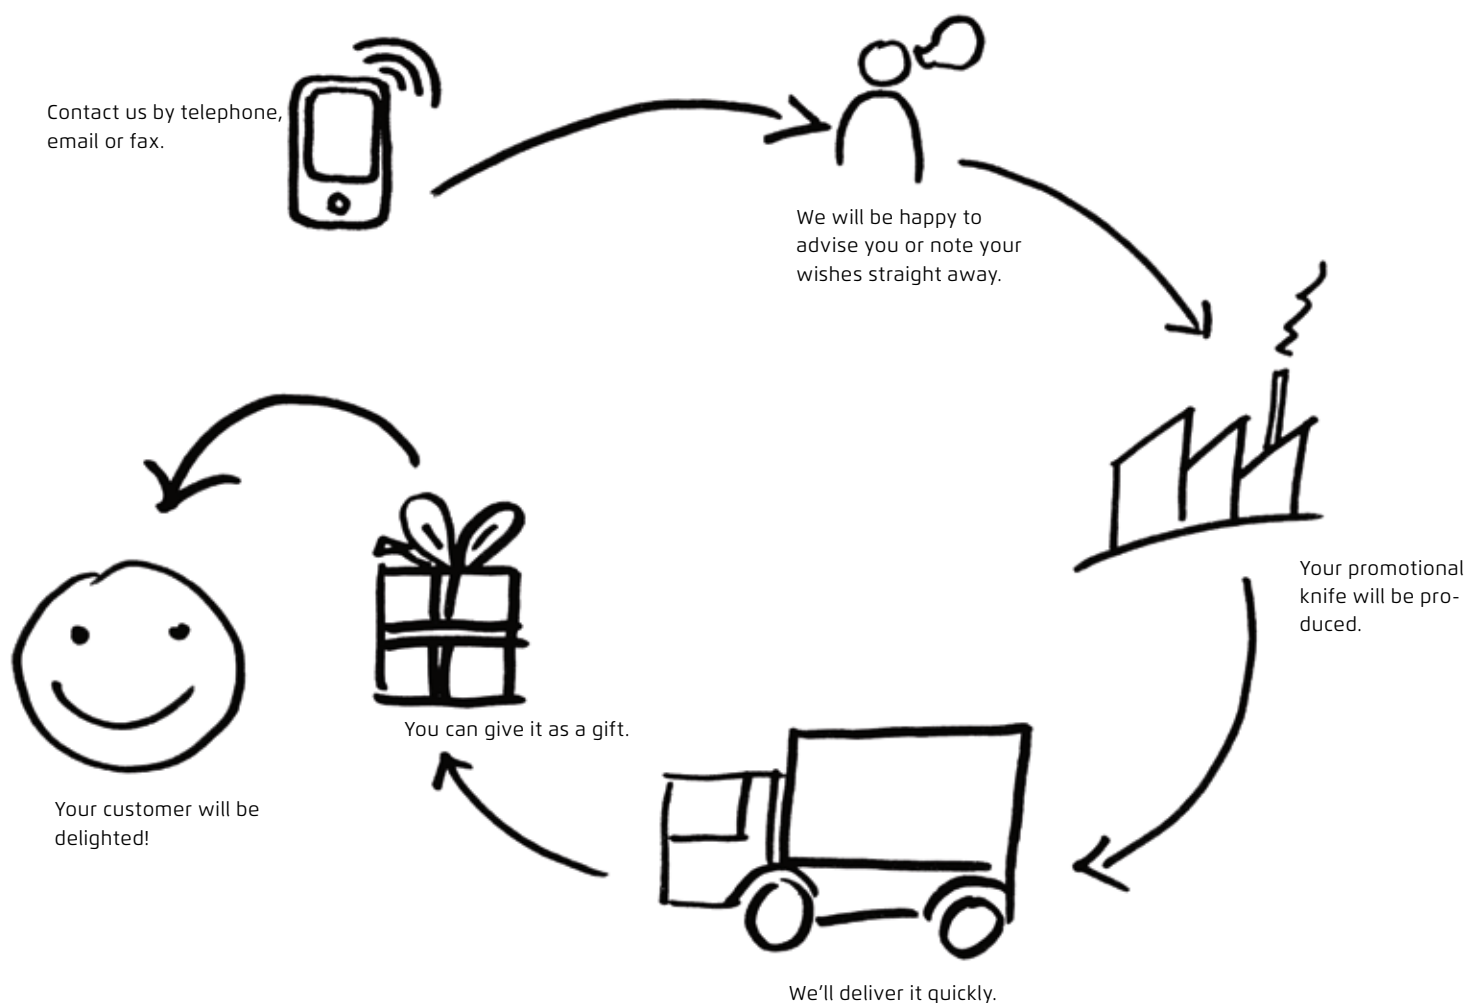 Contact us by telephone,
email or fax.
We will be happy to
advise you or note your
wishes straight away.
Your promotional
knife will be pro-
duced.
We'll deliver it quickly.
You can give it as a gift.
Your customer will be
delighted!